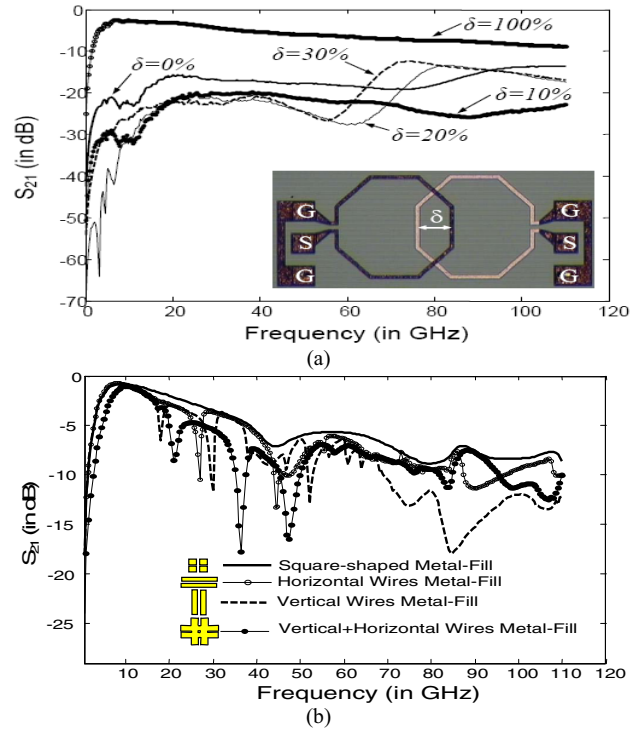 0
-10
-20
-30
-40
-50
-60
-70
S21 (in dB)
δ=100%
δ=30%
δ=0%
δ=10%
δ=20%
G
S
G
δ
G
S
G
0 20 40 60 80 100 120
Frequency (in GHz)
(a)
0
-5
-10
-15
-20
-25
S21 (in dB)
Square-shaped Metal-Fill
Horizontal Wires Metal-Fill
Vertical Wires Metal-Fill
Vertical+Horizontal Wires Metal-Fill
10 20 30 40 50 60 70 80 90 100 110 120
Frequency (in GHz)
(b)